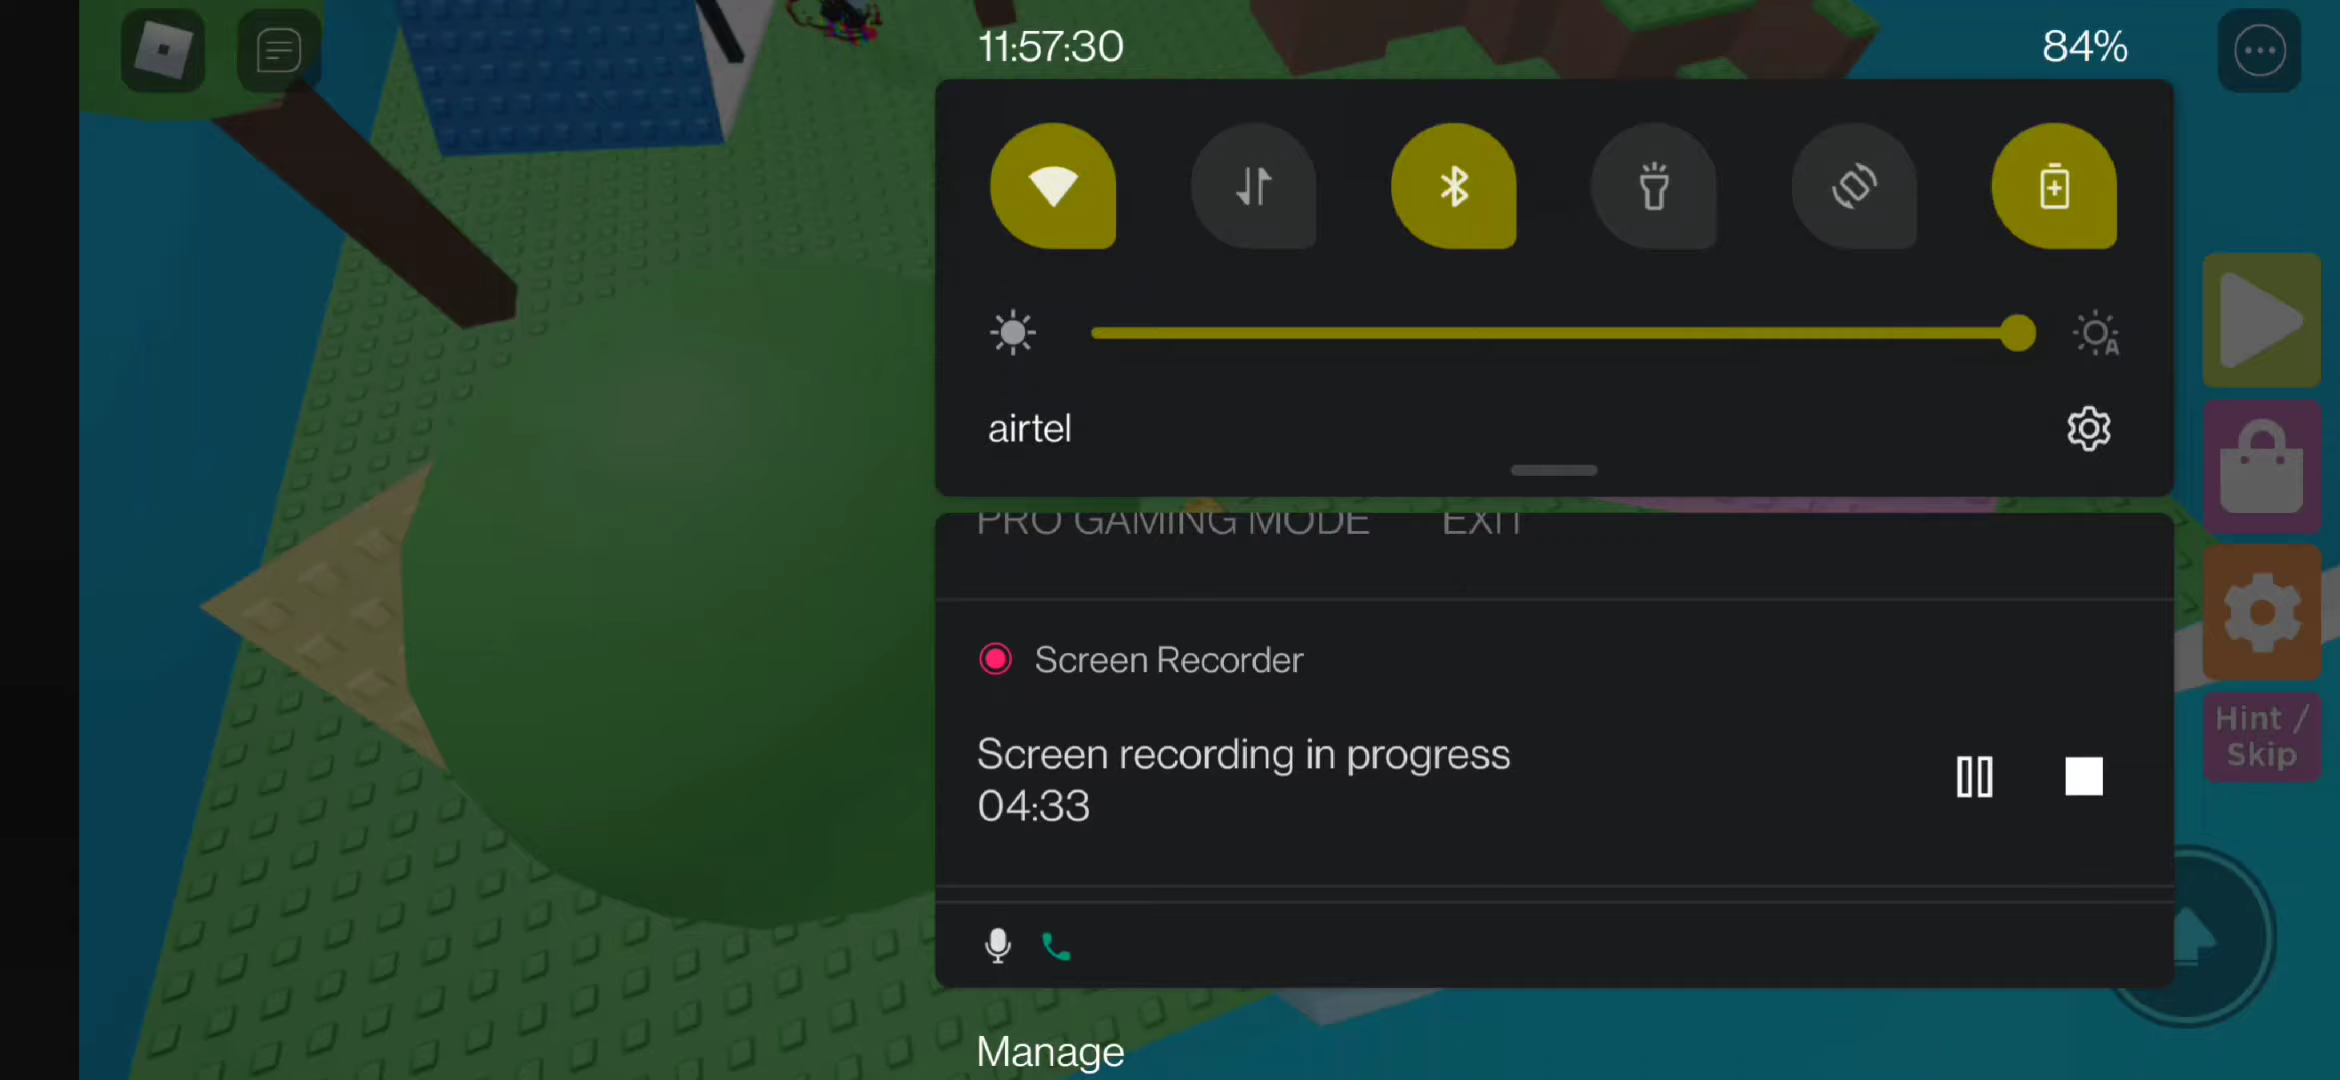 11:57:30
84%
airtel
PRO GAMING MODE EXIT
Screen Recorder
Screen recording in progress
04:33
Hint /
Skip
Manage